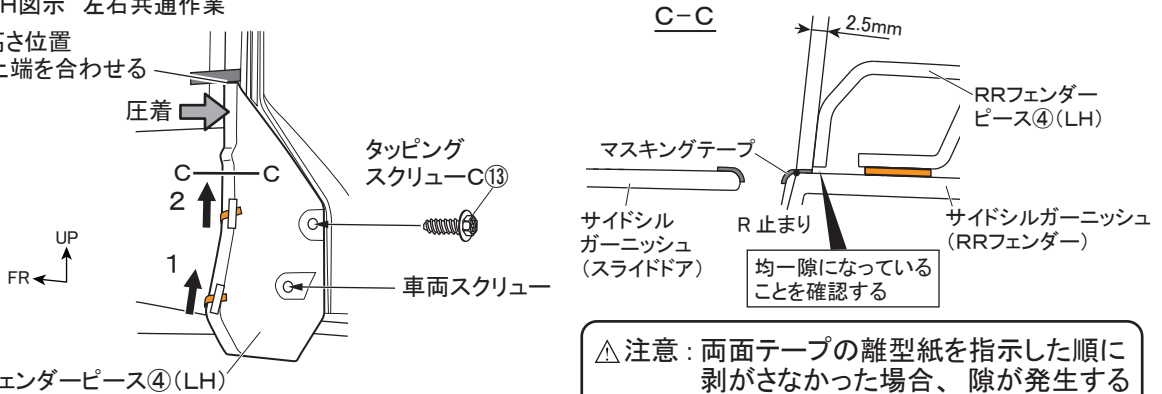 H図示 左右共通作業
高さ位置
上端を合わせる
圧着
C
C
2
1
UP
FR
タッピング
スクリューC⑬
車両スクリュー
フェンダーピース④(LH)
C-C
2.5mm
RRフェンダー
ピース④(LH)
マスキングテープ
サイドシル
ガーニッシュ
(スライドドア)
R 止まり
サイドシルガーニッシュ
(RRフェンダー)
均一隙になっている
ことを確認する
⚠注意：両面テープの離型紙を指示した順に
剥がさなかった場合、隙が発生する